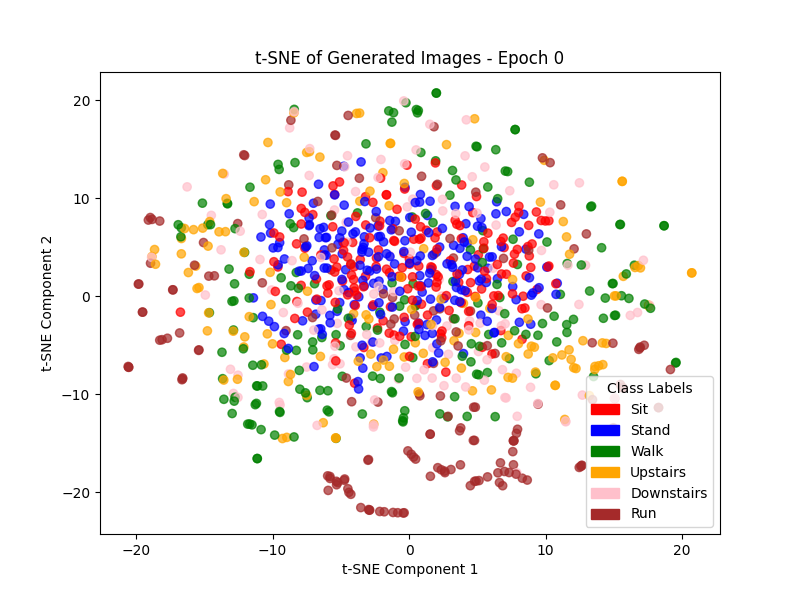 t-SNE of Generated Images - Epoch 0
t-SNE Component 2
20
10
0
−10
−20
−20
−10
0
10
20
t-SNE Component 1
Class Labels
Sit
Stand
Walk
Upstairs
Downstairs
Run